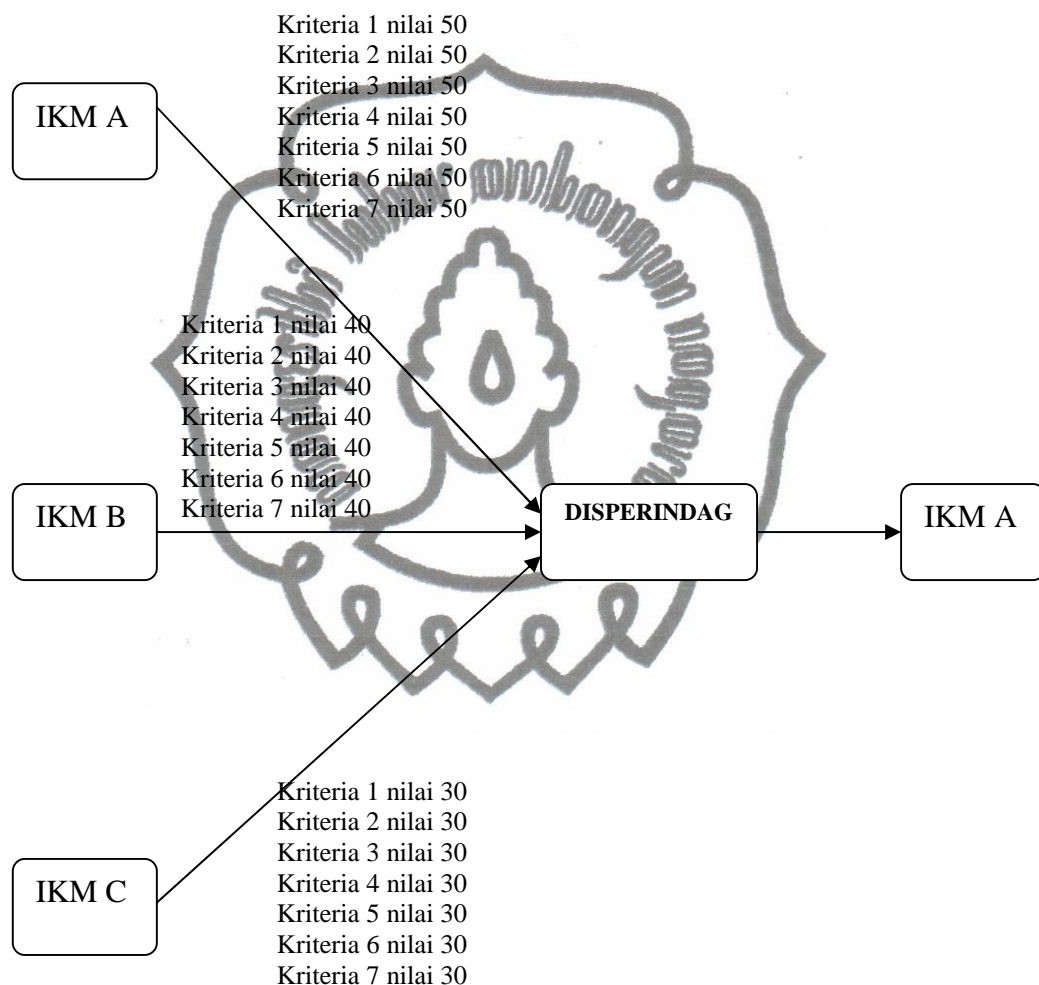 Kriteria 1 nilai 50
Kriteria 2 nilai 50
Kriteria 3 nilai 50
Kriteria 4 nilai 50
Kriteria 5 nilai 50
Kriteria 6 nilai 50
Kriteria 7 nilai 50
IKM A
Kriteria 1 nilai 40
Kriteria 2 nilai 40
Kriteria 3 nilai 40
Kriteria 4 nilai 40
Kriteria 5 nilai 40
Kriteria 6 nilai 40
Kriteria 7 nilai 40
IKM B
DISPERINDAG
IKM A
Kriteria 1 nilai 30
Kriteria 2 nilai 30
Kriteria 3 nilai 30
Kriteria 4 nilai 30
Kriteria 5 nilai 30
Kriteria 6 nilai 30
Kriteria 7 nilai 30
IKM C